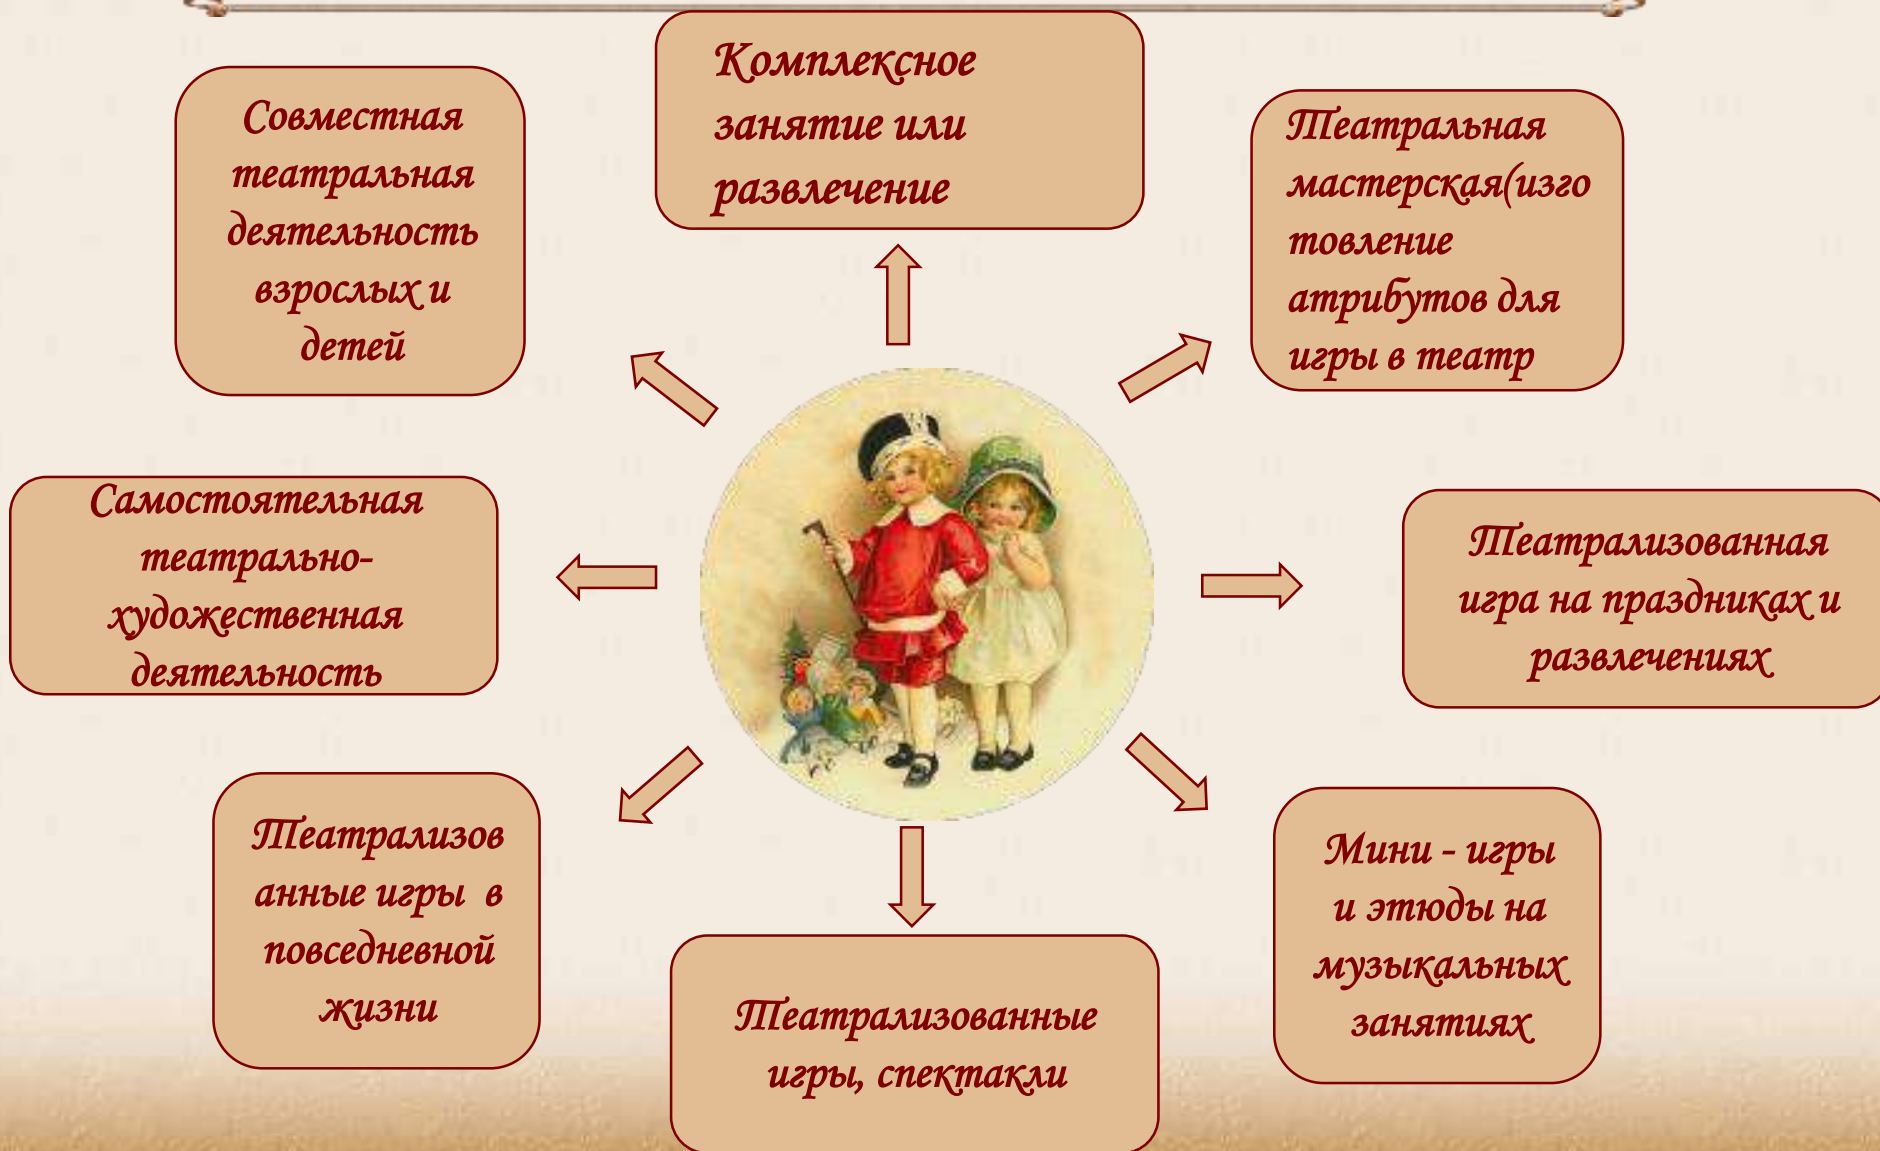 Комплексное
занятие или
развлечение
Совместная
театральная
деятельность
взрослых и
детей
Театральная
мастерская(изго
товление
атрибутов для
игры в театр
Самостоятельная
театрально-
художественная
деятельность
Театрализованная
игра на праздниках и
развлечениях
Театрализов
анные игры в
повседневной
жизни
Мини - игры
и этюды на
музыкальных
занятиях
Театрализованные
игры, спектакли